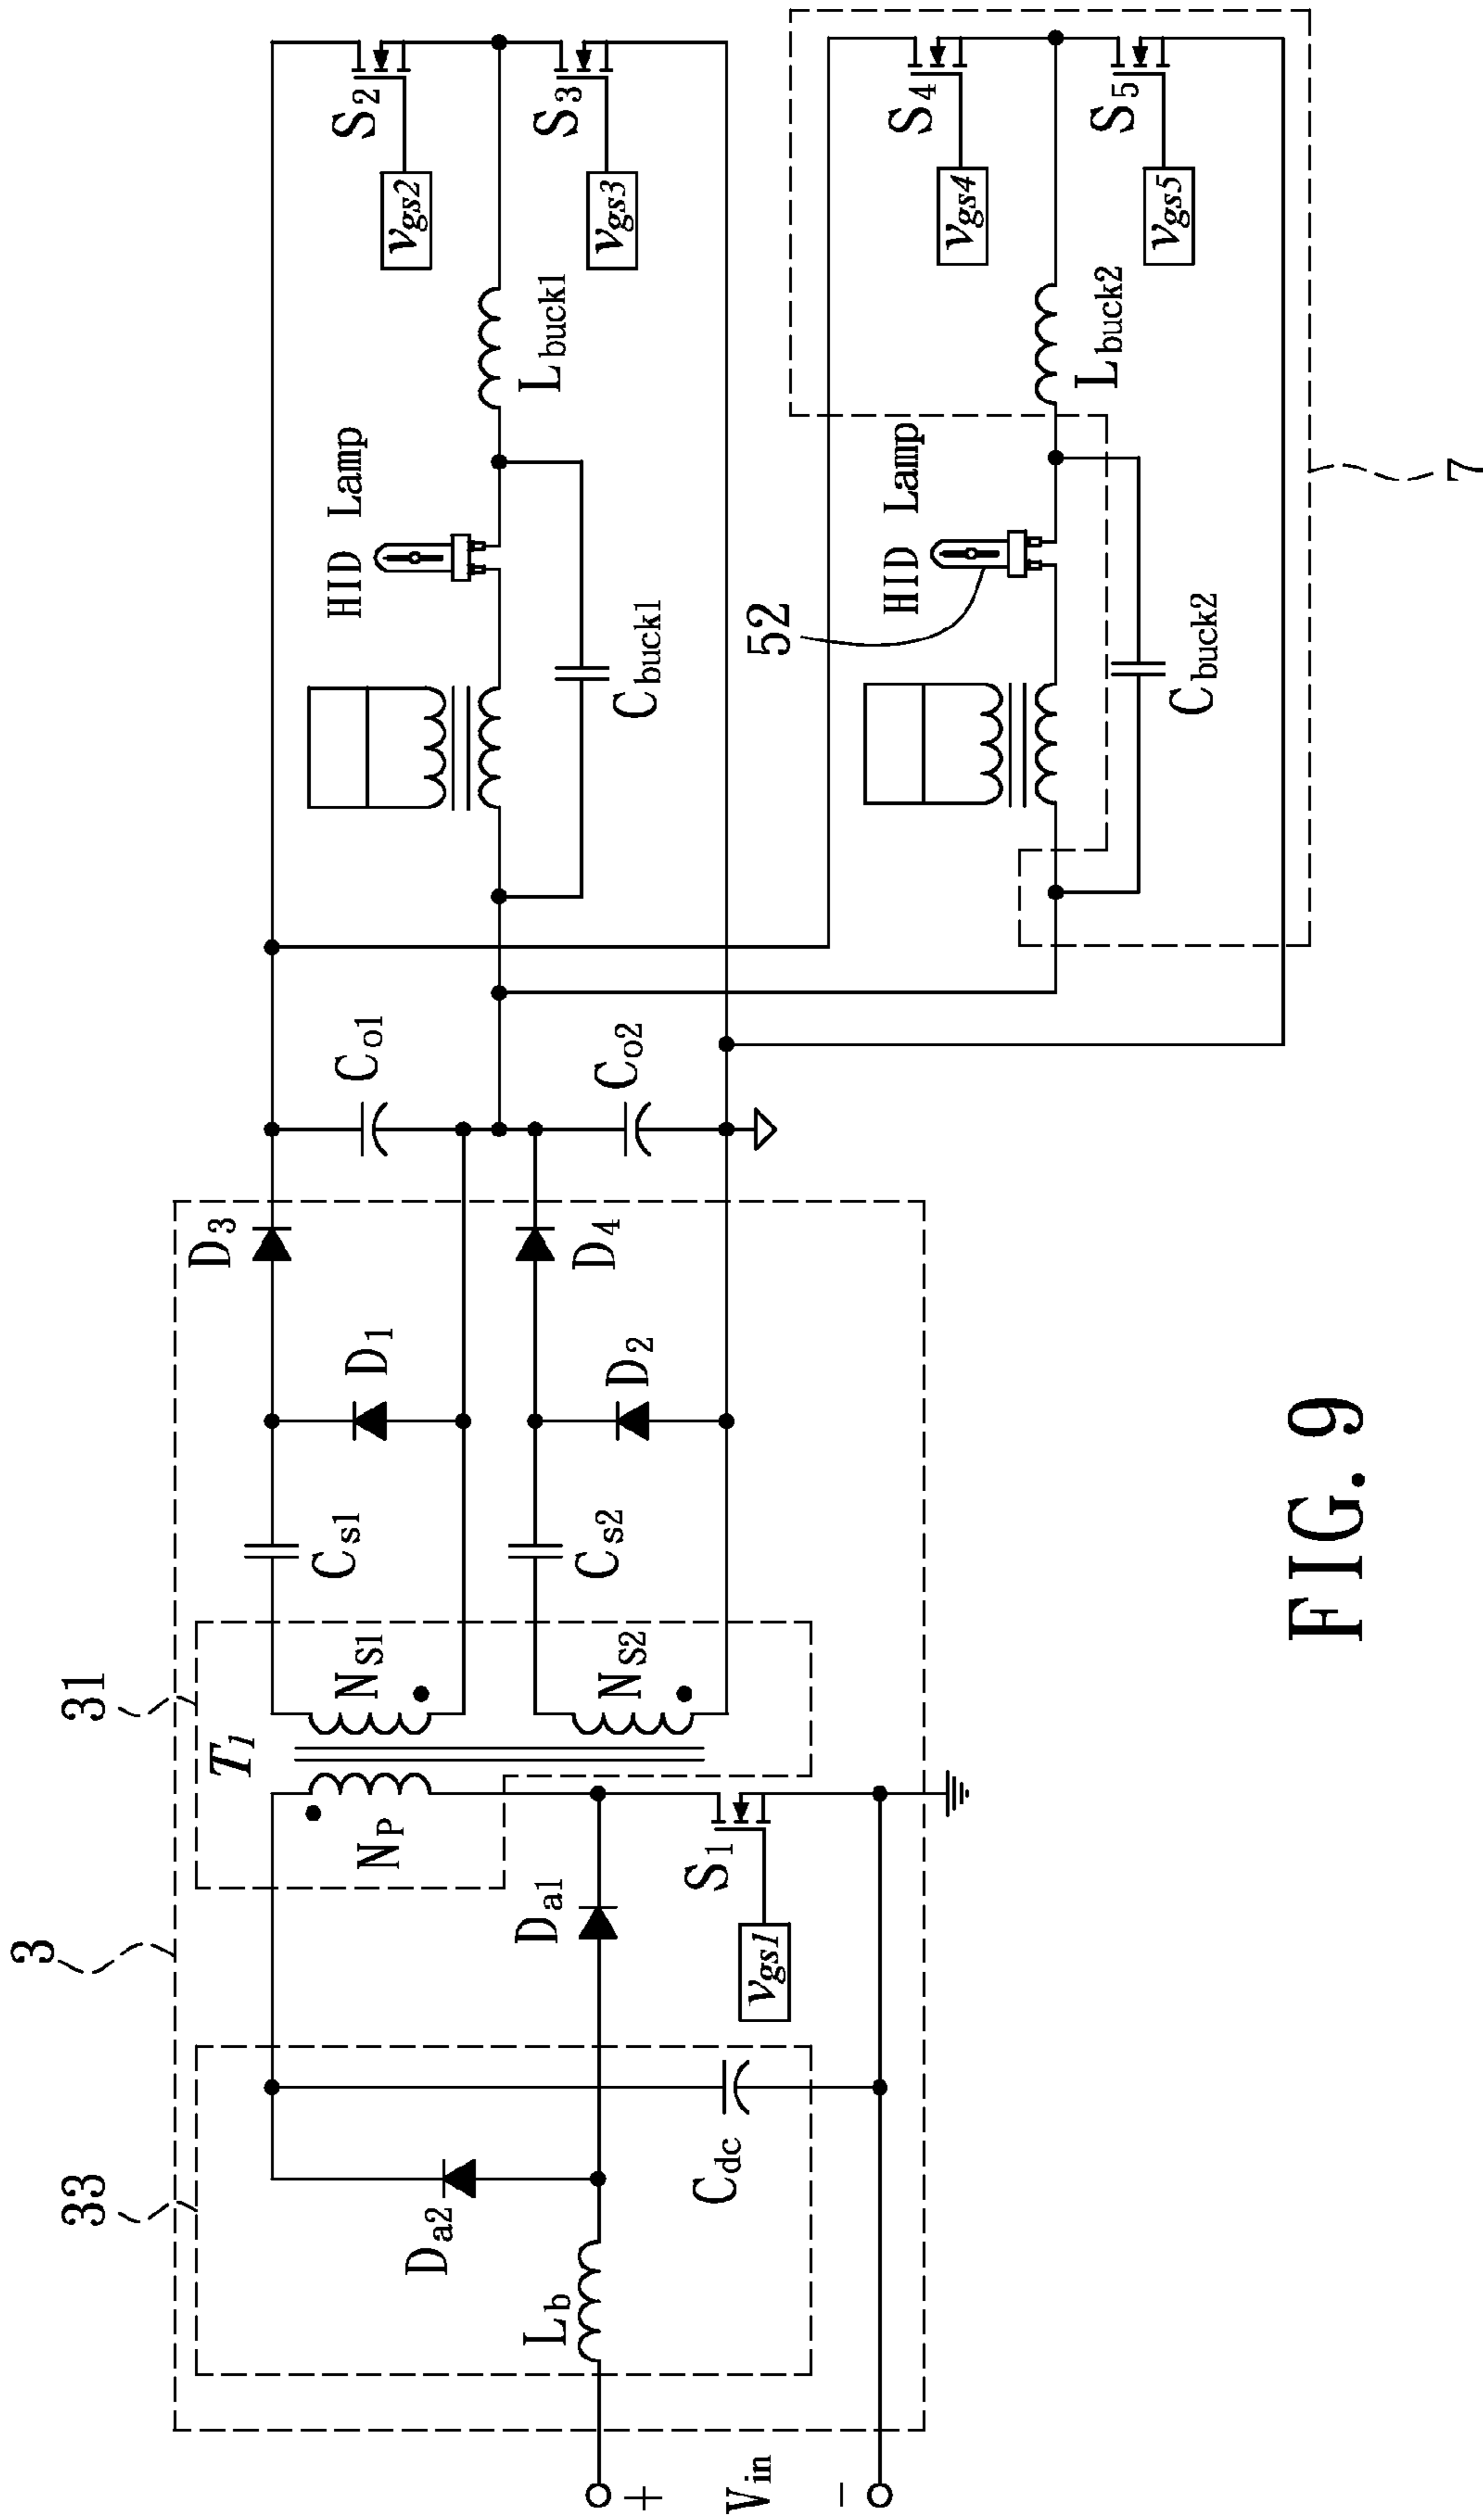 3
33
31
T1
NP
NS1
NS2
Da2
Lb
Cdc
Da1
S1
vgs1
Vin
+
−
Cs1
Cs2
D1
D2
D3
D4
Co1
Co2
HID Lamp
Cbuck1
Lbuck1
S2
vgs2
S3
vgs3
HID Lamp
52
Cbuck2
Lbuck2
S4
vgs4
S5
vgs5
7
FIG. 9